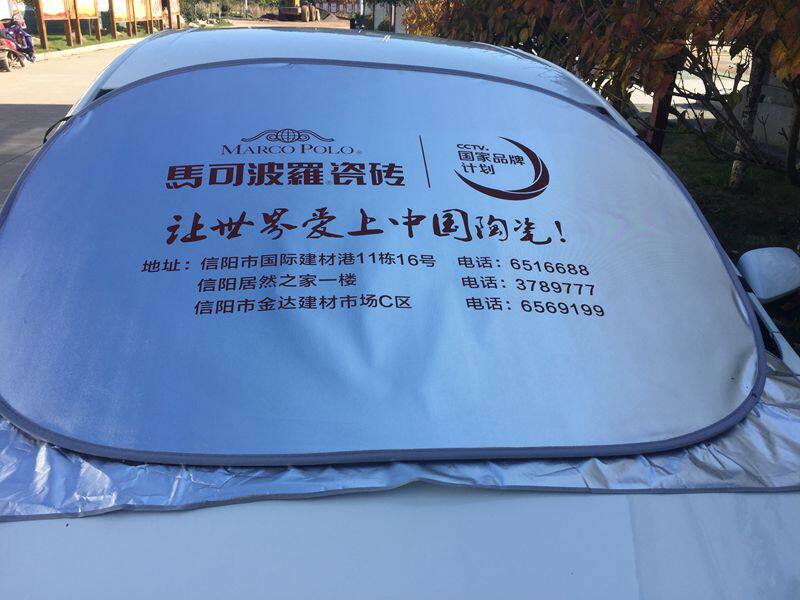 MARCO POLO®
馬可波羅瓷砖
CCTV.
国家品牌
计划
让世界爱上中国陶瓷!
地址：信阳市国际建材港11栋16号 电话：6516688
信阳居然之家一楼 电话：3789777
信阳市金达建材市场C区 电话：6569199